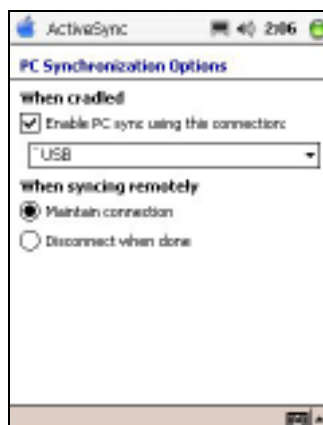 ActiveSync 2:06
PC Synchronization Options
When cradled
Enable PC sync using this connection:
`USB
When syncing remotely
Maintain connection
Disconnect when done